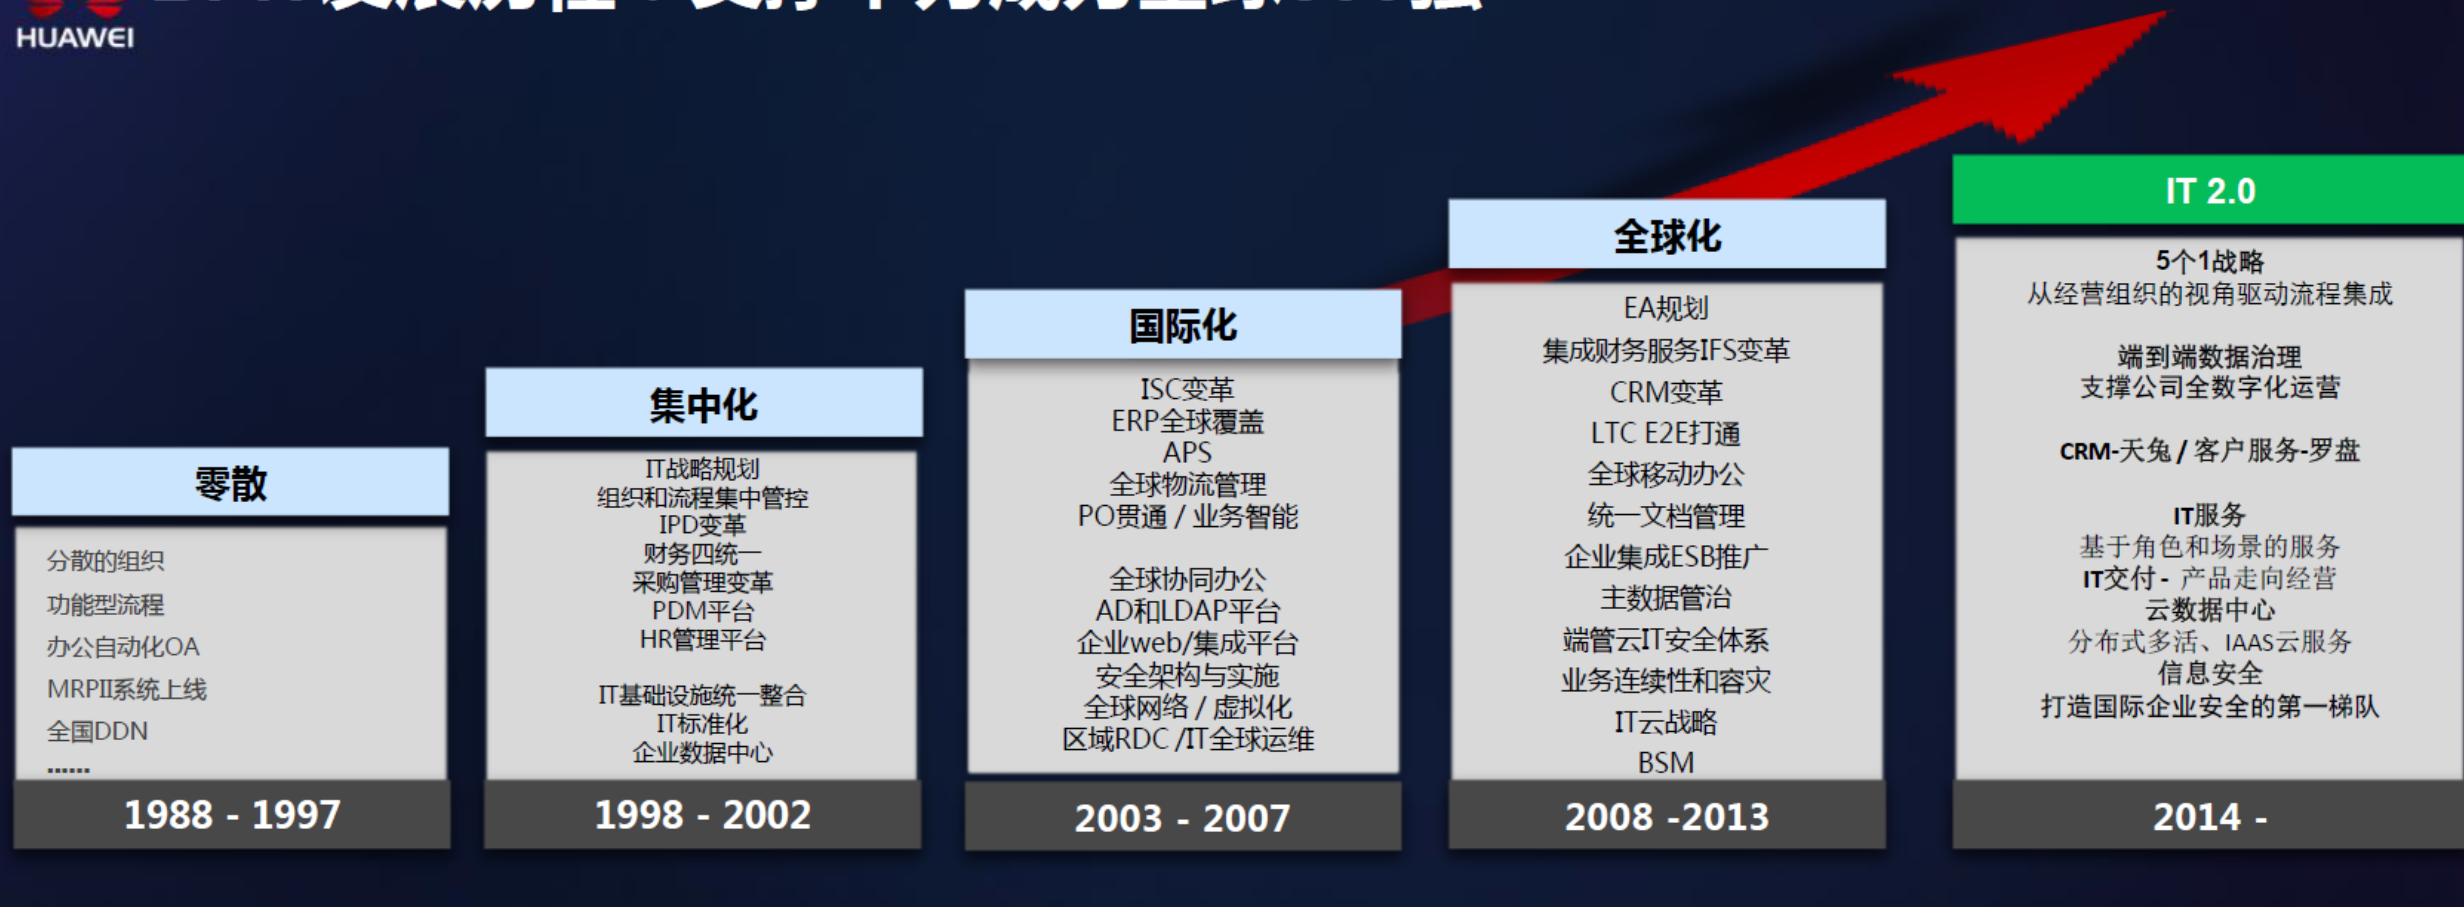 HUAWEI
零散
分散的组织
功能型流程
办公自动化OA
MRPII系统上线
全国DDN
......
1988 - 1997
集中化
IT战略规划
组织和流程集中管控
IPD变革
财务四统一
采购管理变革
PDM平台
HR管理平台
IT基础设施统一整合
IT标准化
企业数据中心
1998 - 2002
国际化
ISC变革
ERP全球覆盖
APS
全球物流管理
PO贯通 / 业务智能
全球协同办公
AD和LDAP平台
企业web/集成平台
安全架构与实施
全球网络 / 虚拟化
区域RDC /IT全球运维
2003 - 2007
全球化
EA规划
集成财务服务IFS变革
CRM变革
LTC E2E打通
全球移动办公
统一文档管理
企业集成ESB推广
主数据管治
端管云IT安全体系
业务连续性和容灾
IT云战略
BSM
2008 -2013
IT 2.0
5个1战略
从经营组织的视角驱动流程集成
端到端数据治理
支撑公司全数字化运营
CRM-天兔 / 客户服务-罗盘
IT服务
基于角色和场景的服务
IT交付 - 产品走向经营
云数据中心
分布式多活、IAAS云服务
信息安全
打造国际企业安全的第一梯队
2014 -